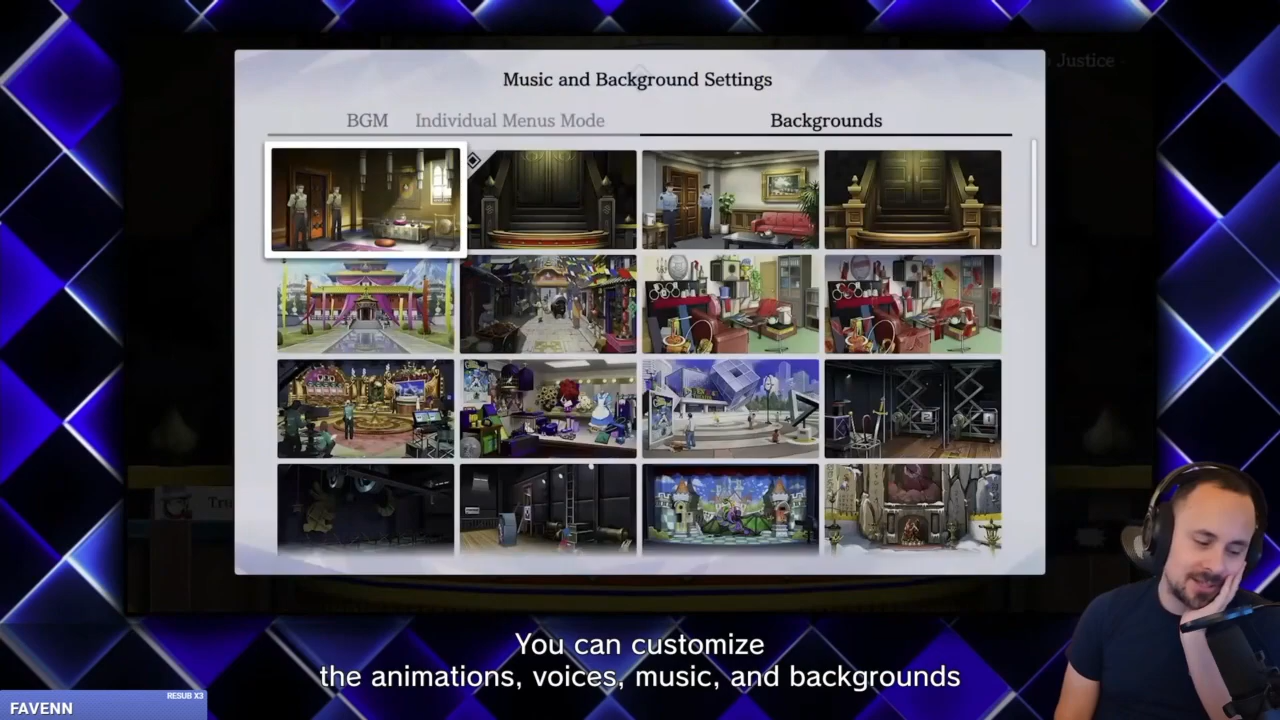 Justice -
Music and Background Settings
BGM
Individual Menus Mode
Backgrounds
You can customize
the animations, voices, music, and backgrounds
RESUB X3
FAVENN